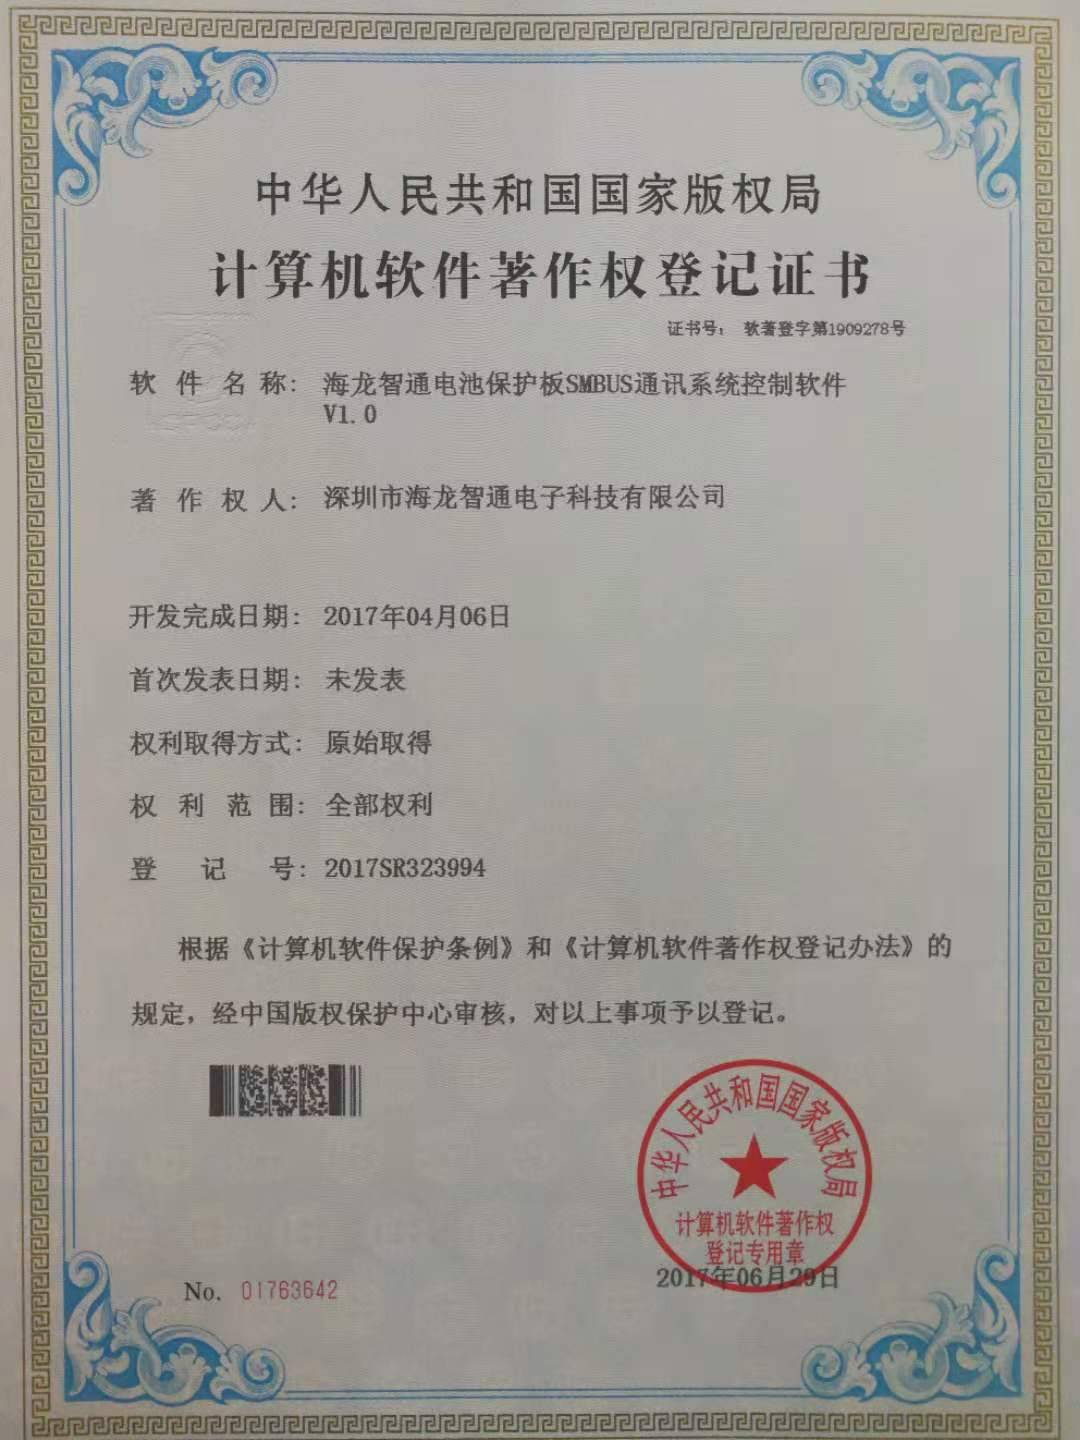 中华人民共和国国家版权局
计算机软件著作权登记证书
证书号： 软著登字第1909278号
软件名称： 海龙智通电池保护板SMBUS通讯系统控制软件
V1.0
著作权人： 深圳市海龙智通电子科技有限公司
开发完成日期： 2017年04月06日
首次发表日期： 未发表
权利取得方式： 原始取得
权利范围： 全部权利
登记号： 2017SR323994
根据《计算机软件保护条例》和《计算机软件著作权登记办法》的
规定，经中国版权保护中心审核，对以上事项予以登记。
中华人民共和国国家版权局
计算机软件著作权
登记专用章
2017年06月29日
No. 01763642